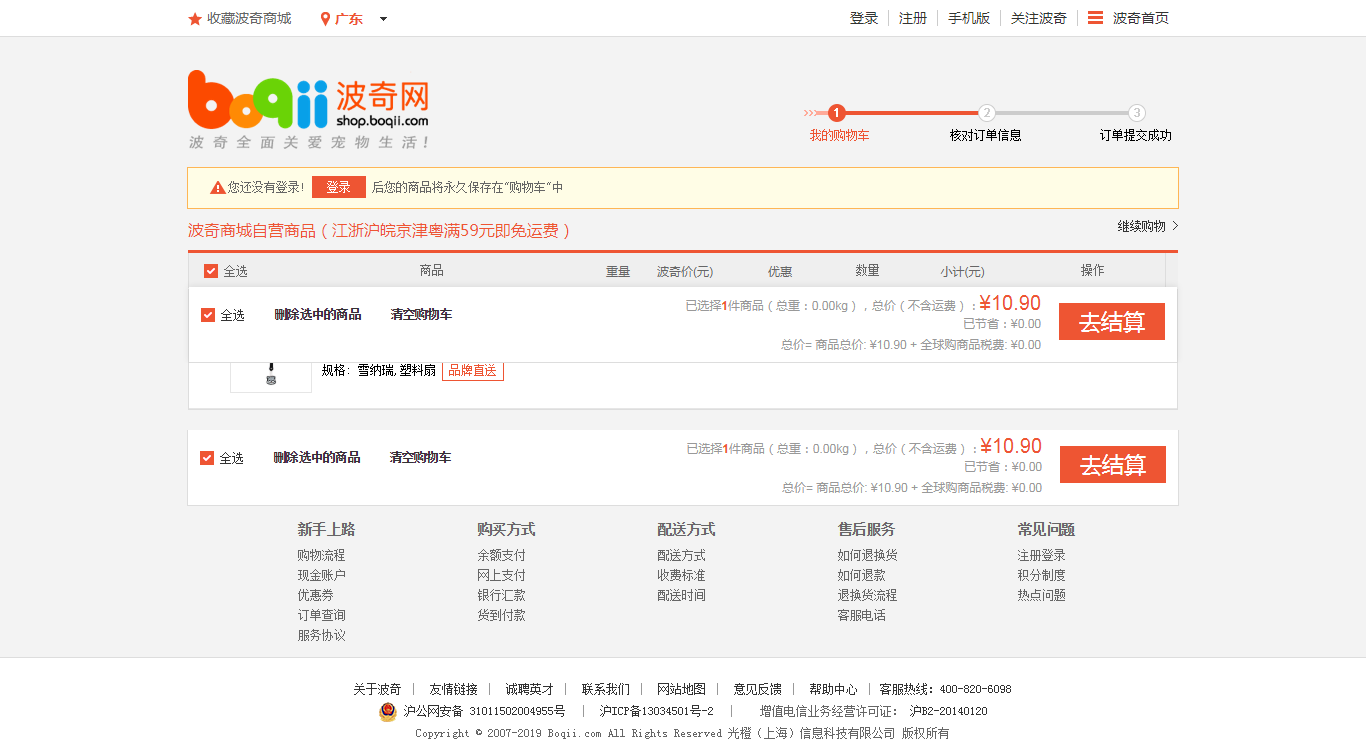 收藏波奇商城 广东 登录 注册 手机版 关注波奇 波奇首页
boqii 波奇网
shop.boqii.com
波奇全面关爱宠物生活!
1 2 3
我的购物车 核对订单信息 订单提交成功
您还没有登录! 登录 后您的商品将永久保存在"购物车"中
波奇商城自营商品（江浙沪皖京津粤满59元即免运费） 继续购物
全选 商品 重量 波奇价(元) 优惠 数量 小计(元) 操作
全选 删除选中的商品 清空购物车 已选择1件商品（总重：0.00kg），总价（不含运费）：¥10.90 去结算
已节省：¥0.00
总价= 商品总价: ¥10.90 + 全球购商品税费: ¥0.00
规格: 雪纳瑞,塑料扇 品牌直送
全选 删除选中的商品 清空购物车 已选择1件商品（总重：0.00kg），总价（不含运费）：¥10.90 去结算
已节省：¥0.00
总价= 商品总价: ¥10.90 + 全球购商品税费: ¥0.00
新手上路 购买方式 配送方式 售后服务 常见问题
购物流程 余额支付 配送方式 如何退换货 注册登录
现金账户 网上支付 收费标准 如何退款 积分制度
优惠券 银行汇款 配送时间 退换货流程 热点问题
订单查询 货到付款 客服电话
服务协议
关于波奇 | 友情链接 | 诚聘英才 | 联系我们 | 网站地图 | 意见反馈 | 帮助中心 | 客服热线: 400-820-6098
沪公网安备 31011502004955号 | 沪ICP备13034501号-2 | 增值电信业务经营许可证: 沪B2-20140120
Copyright © 2007-2019 Boqii.com All Rights Reserved 光橙（上海）信息科技有限公司 版权所有